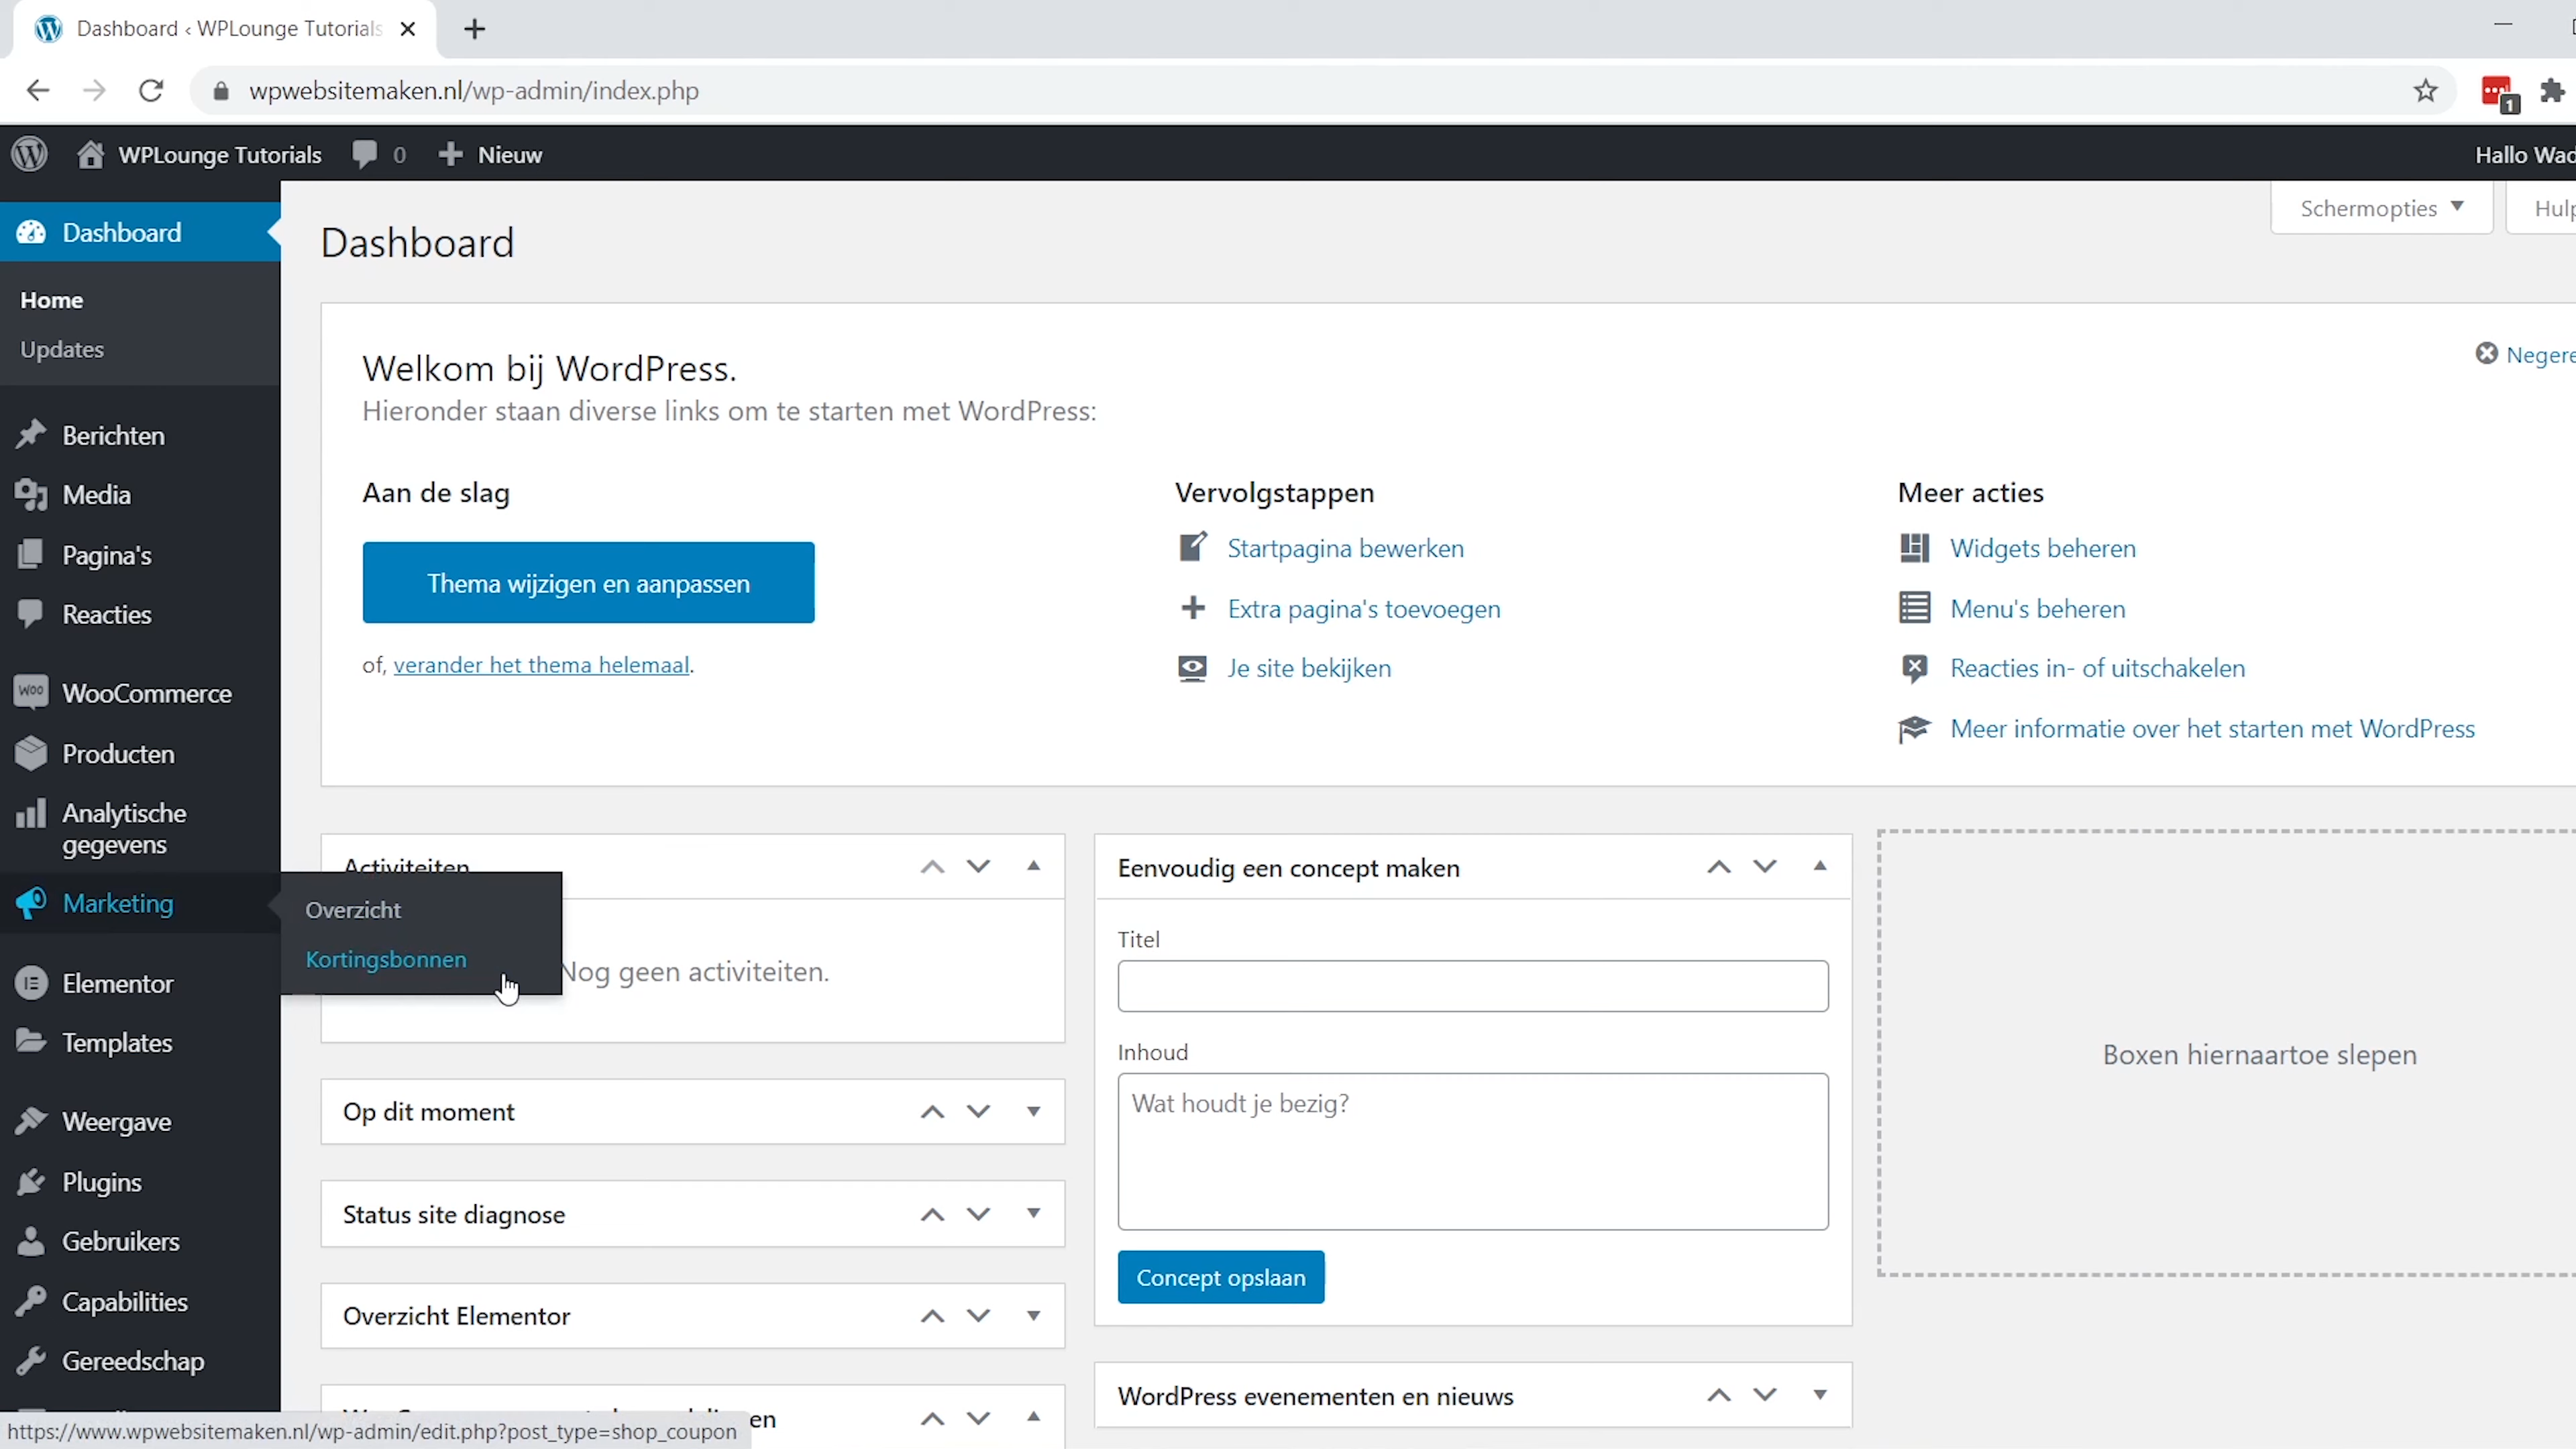 Dashboard ‹ WPLounge Tutorials
wpwebsitemaken.nl/wp-admin/index.php
1
WPLounge Tutorials
0
Nieuw
Hallo
Schermopties
Dashboard
Home
Updates
Berichten
Media
Pagina's
Reacties
WOO
WooCommerce
Producten
Analytische
gegevens
Marketing
Overzicht
Kortingsbonnen
Elementor
Templates
Weergave
Plugins
Gebruikers
Capabilities
Gereedschap
Dashboard
Welkom bij WordPress.
Hieronder staan diverse links om te starten met WordPress:
Aan de slag
Thema wijzigen en aanpassen
of, verander het thema helemaal.
Vervolgstappen
Startpagina bewerken
Extra pagina's toevoegen
Je site bekijken
Meer acties
Widgets beheren
Menu's beheren
Reacties in- of uitschakelen
Meer informatie over het starten met WordPress
Activiteiten
Nog geen activiteiten.
Op dit moment
Status site diagnose
Overzicht Elementor
Eenvoudig een concept maken
Titel
Inhoud
Wat houdt je bezig?
Concept opslaan
WordPress evenementen en nieuws
Boxen hiernaartoe slepen
https://www.wpwebsitemaken.nl/wp-admin/edit.php?post_type=shop_coupon